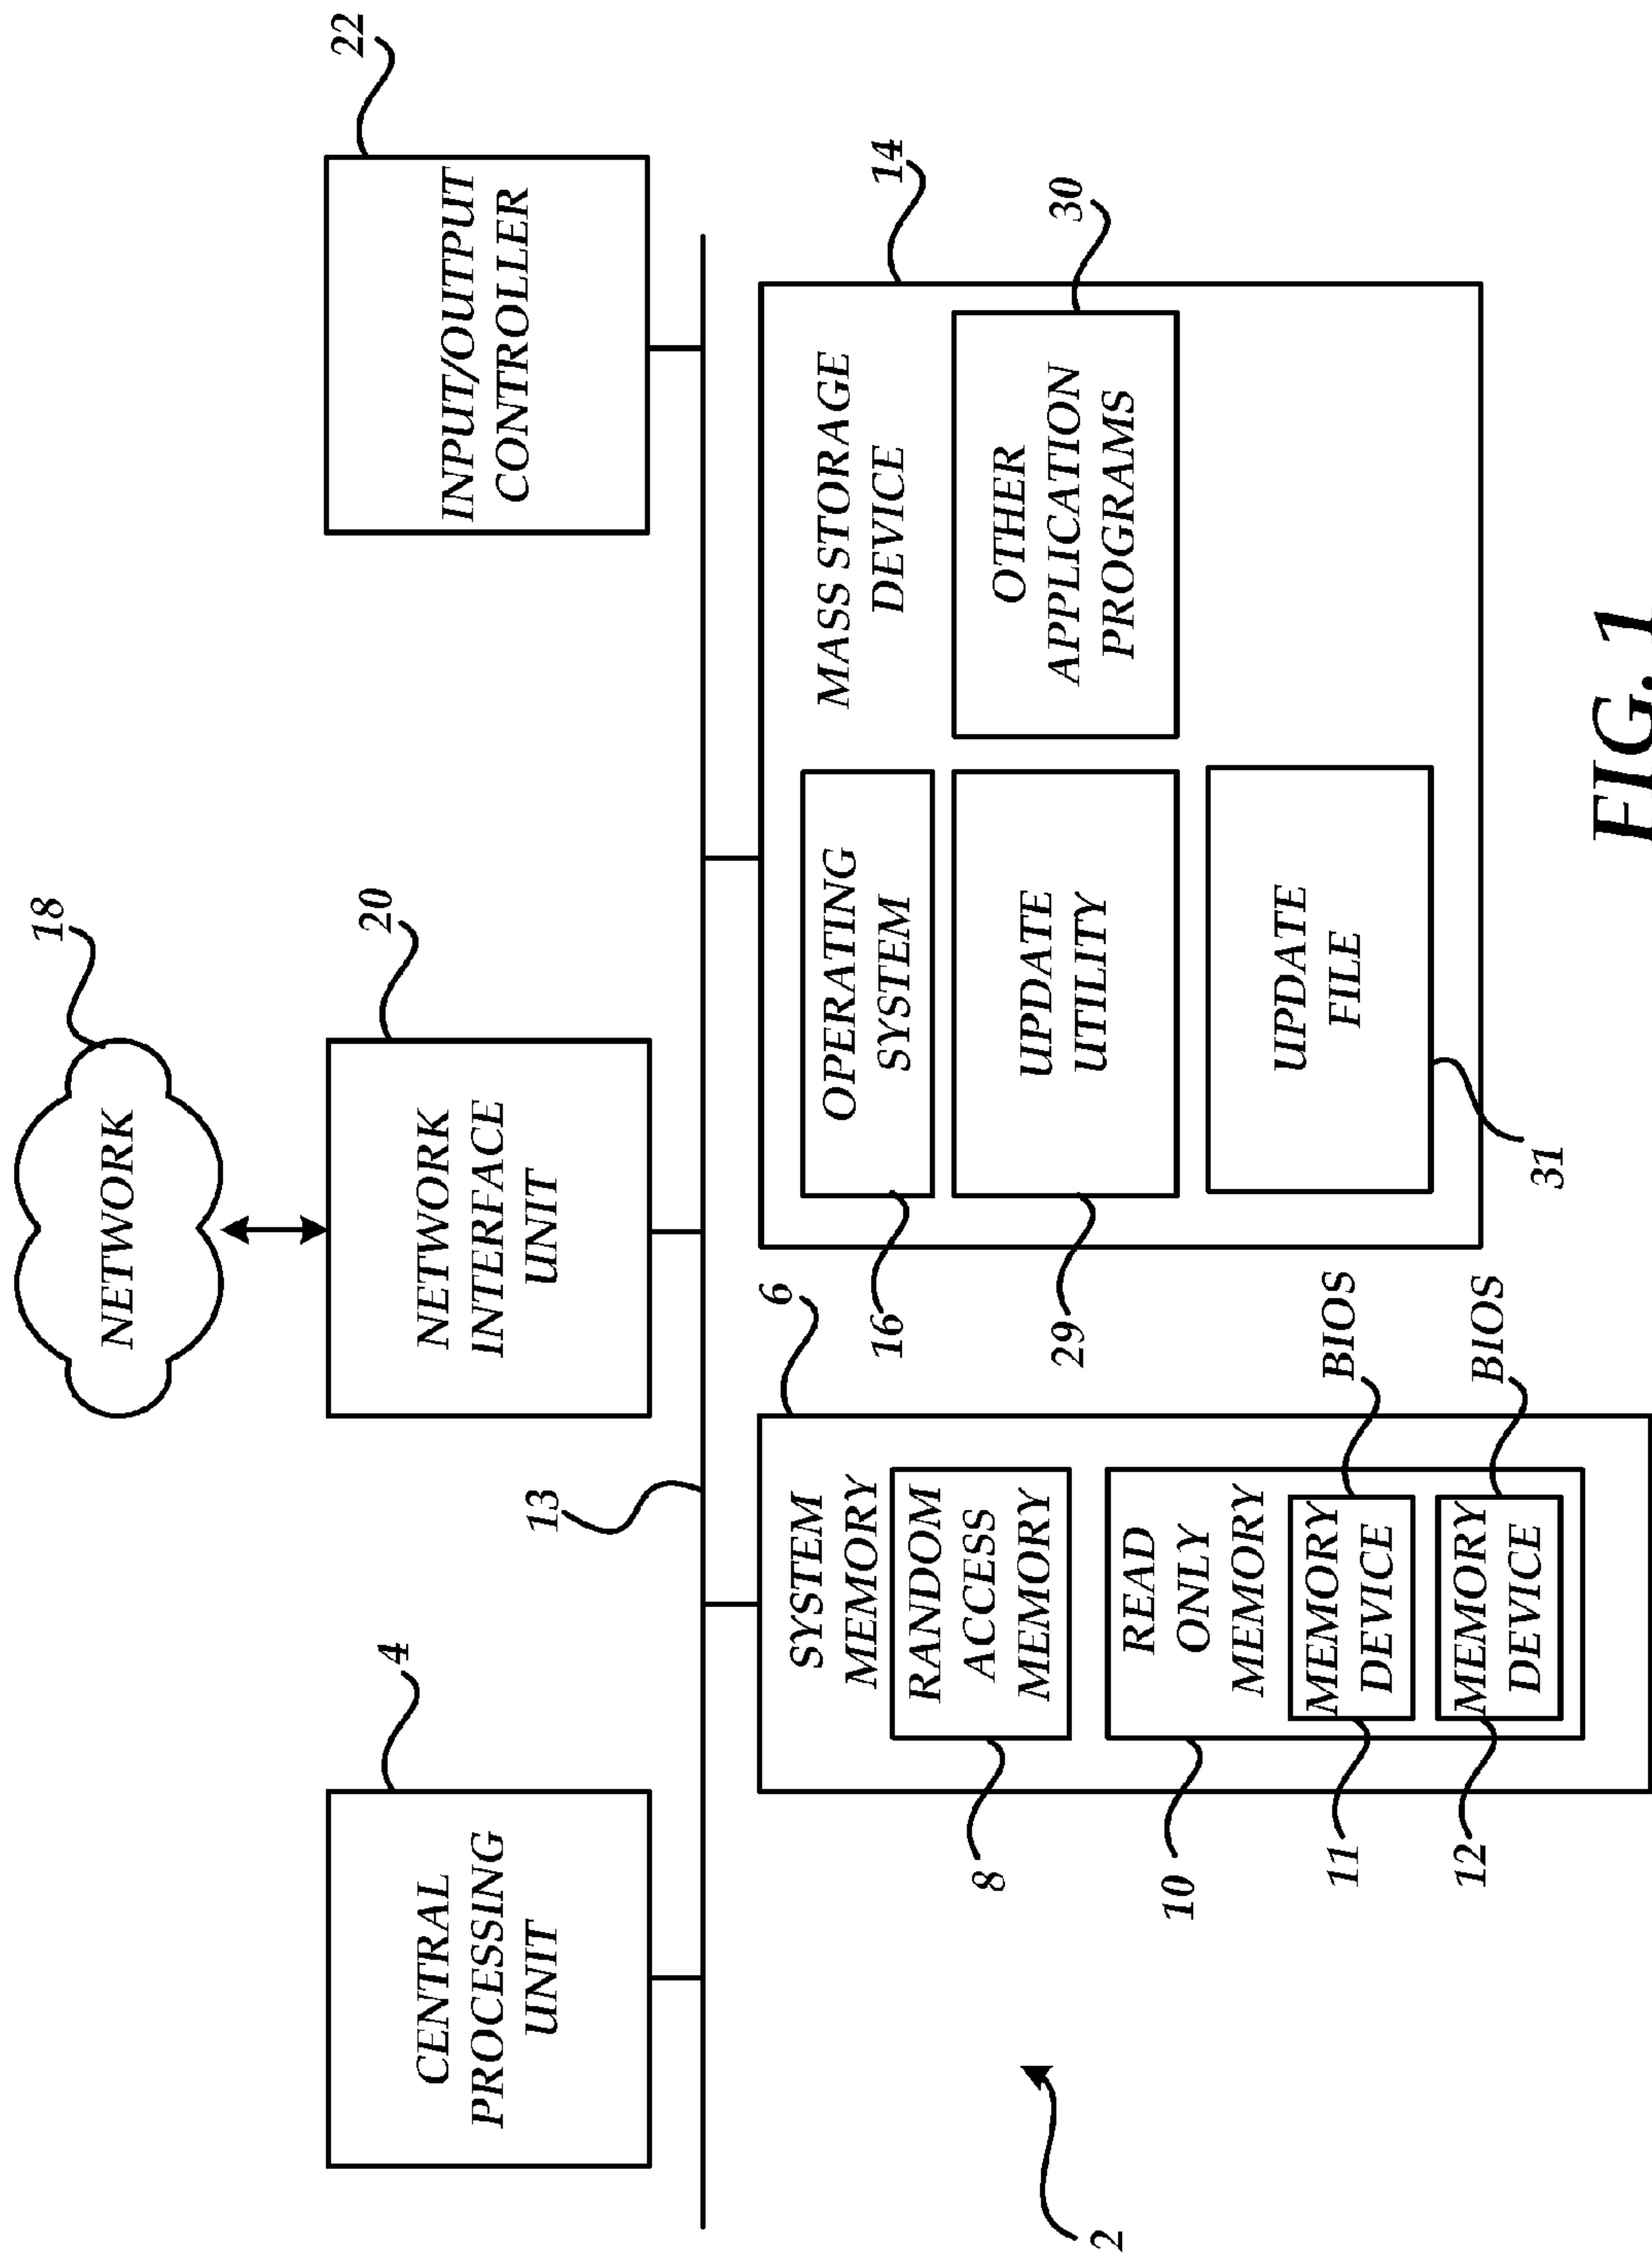 18
NETWORK
4
CENTRAL
PROCESSING
UNIT
20
NETWORK
INTERFACE
UNIT
22
INPUT/OUTPUT
CONTROLLER
13
6
SYSTEM
MEMORY
RANDOM
ACCESS
MEMORY
8
READ
ONLY
MEMORY
10
MEMORY
DEVICE
11
BIOS
MEMORY
DEVICE
12
BIOS
14
MASS STORAGE
DEVICE
OPERATING
SYSTEM
16
UPDATE
UTILITY
29
OTHER
APPLICATION
PROGRAMS
30
UPDATE
FILE
31
2
FIG. 1